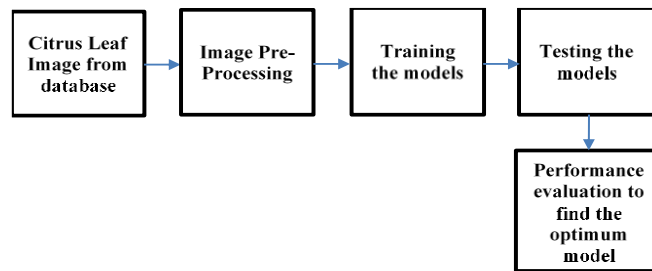 Citrus Leaf
Image from
database
Image Pre-
Processing
Training
the models
Testing the
models
Performance
evaluation to
find the
optimum
model